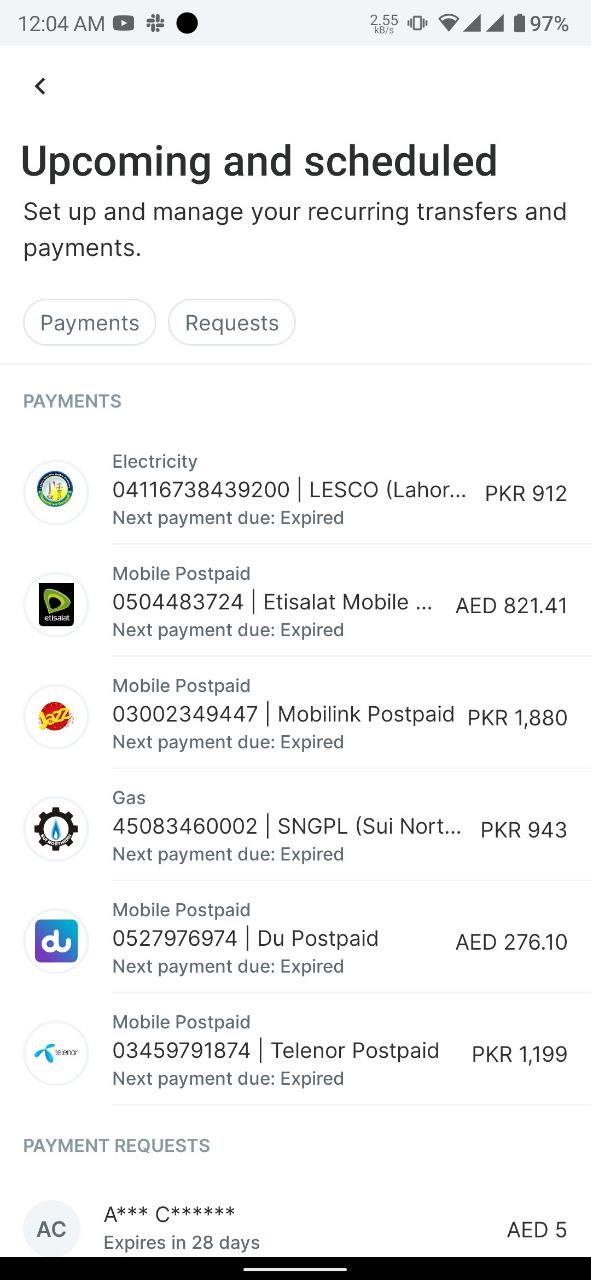 12:04 AM
2.55 kB/s
97%
Upcoming and scheduled
Set up and manage your recurring transfers and
payments.
Payments
Requests
PAYMENTS
Electricity
04116738439200 | LESCO (Lahor... PKR 912
Next payment due: Expired
Mobile Postpaid
etisalat
0504483724 | Etisalat Mobile ... AED 821.41
Next payment due: Expired
Mobile Postpaid
Jazz
03002349447 | Mobilink Postpaid PKR 1,880
Next payment due: Expired
Gas
45083460002 | SNGPL (Sui Nort... PKR 943
Next payment due: Expired
Mobile Postpaid
du
0527976974 | Du Postpaid AED 276.10
Next payment due: Expired
Mobile Postpaid
telenor
03459791874 | Telenor Postpaid PKR 1,199
Next payment due: Expired
PAYMENT REQUESTS
AC
A*** C****** AED 5
Expires in 28 days